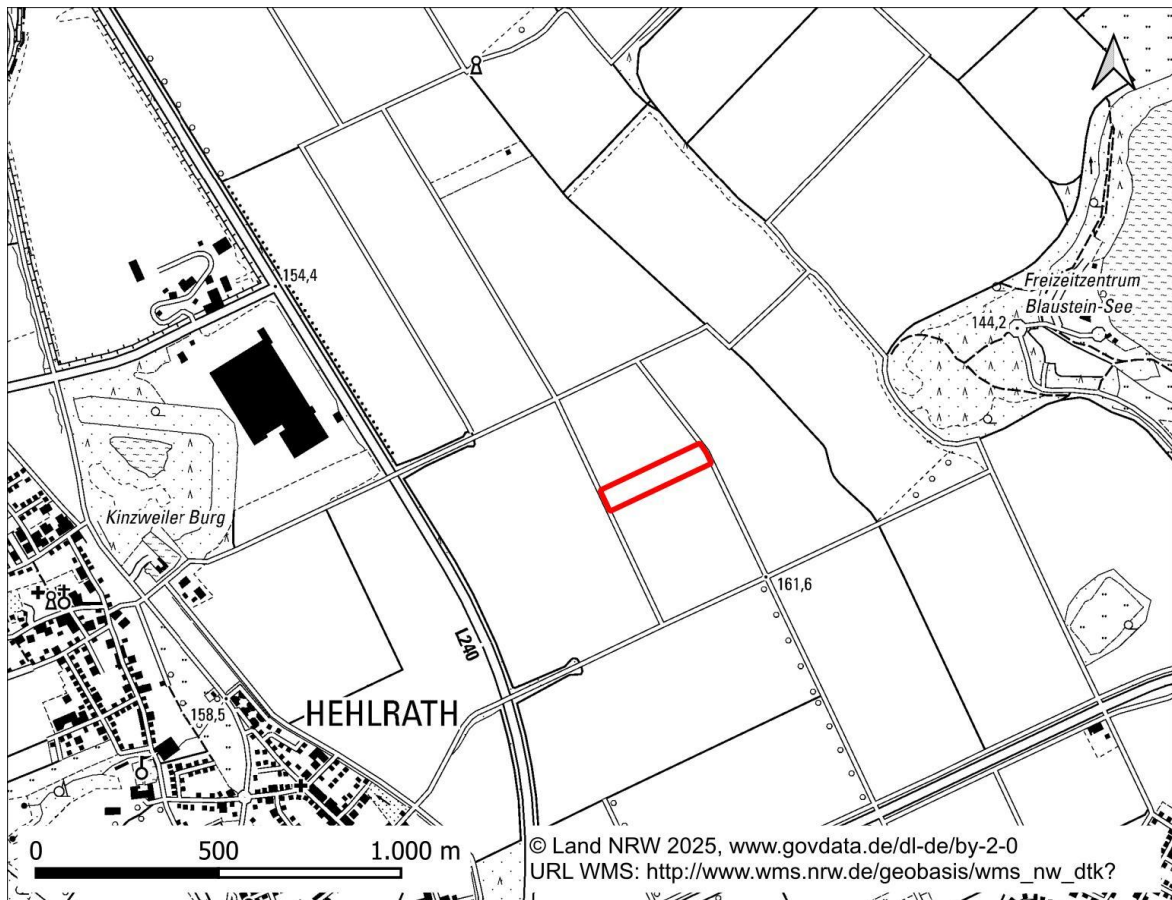 154,4
Freizeitzentrum
Blaustein-See
144,2
Kinzweiler Burg
161,6
L240
HEHLRATH
158,5
0 500 1.000 m
© Land NRW 2025, www.govdata.de/dl-de/by-2-0
URL WMS: http://www.wms.nrw.de/geobasis/wms_nw_dtk?